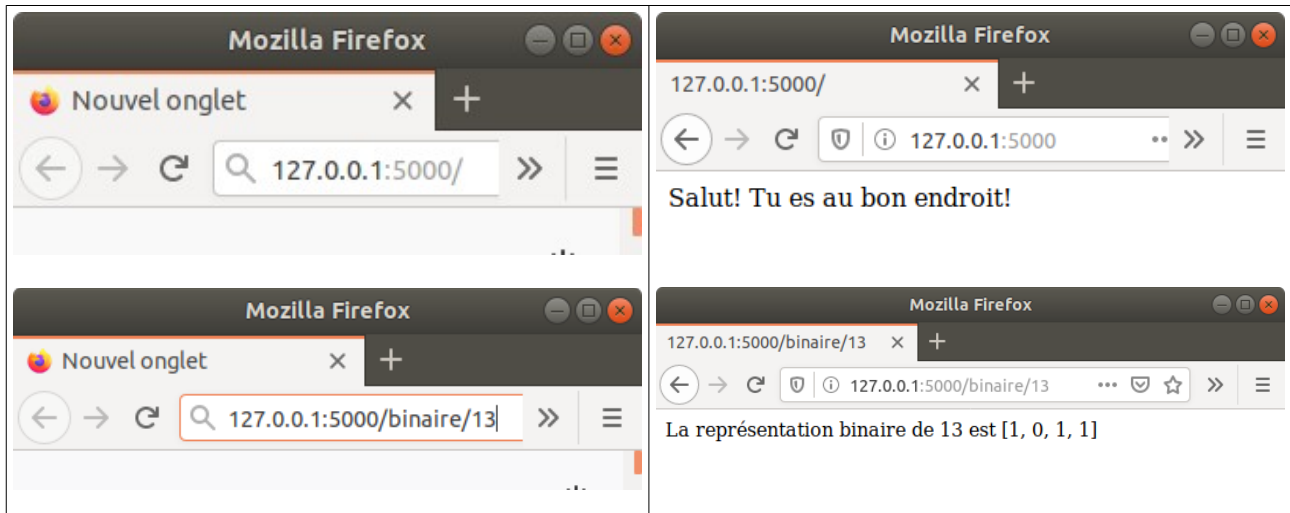 Mozilla Firefox
Nouvel onglet
127.0.0.1:5000/
Mozilla Firefox
127.0.0.1:5000/
127.0.0.1:5000
Salut! Tu es au bon endroit!
Mozilla Firefox
Nouvel onglet
127.0.0.1:5000/binaire/13
Mozilla Firefox
127.0.0.1:5000/binaire/13
127.0.0.1:5000/binaire/13
La représentation binaire de 13 est [1, 0, 1, 1]